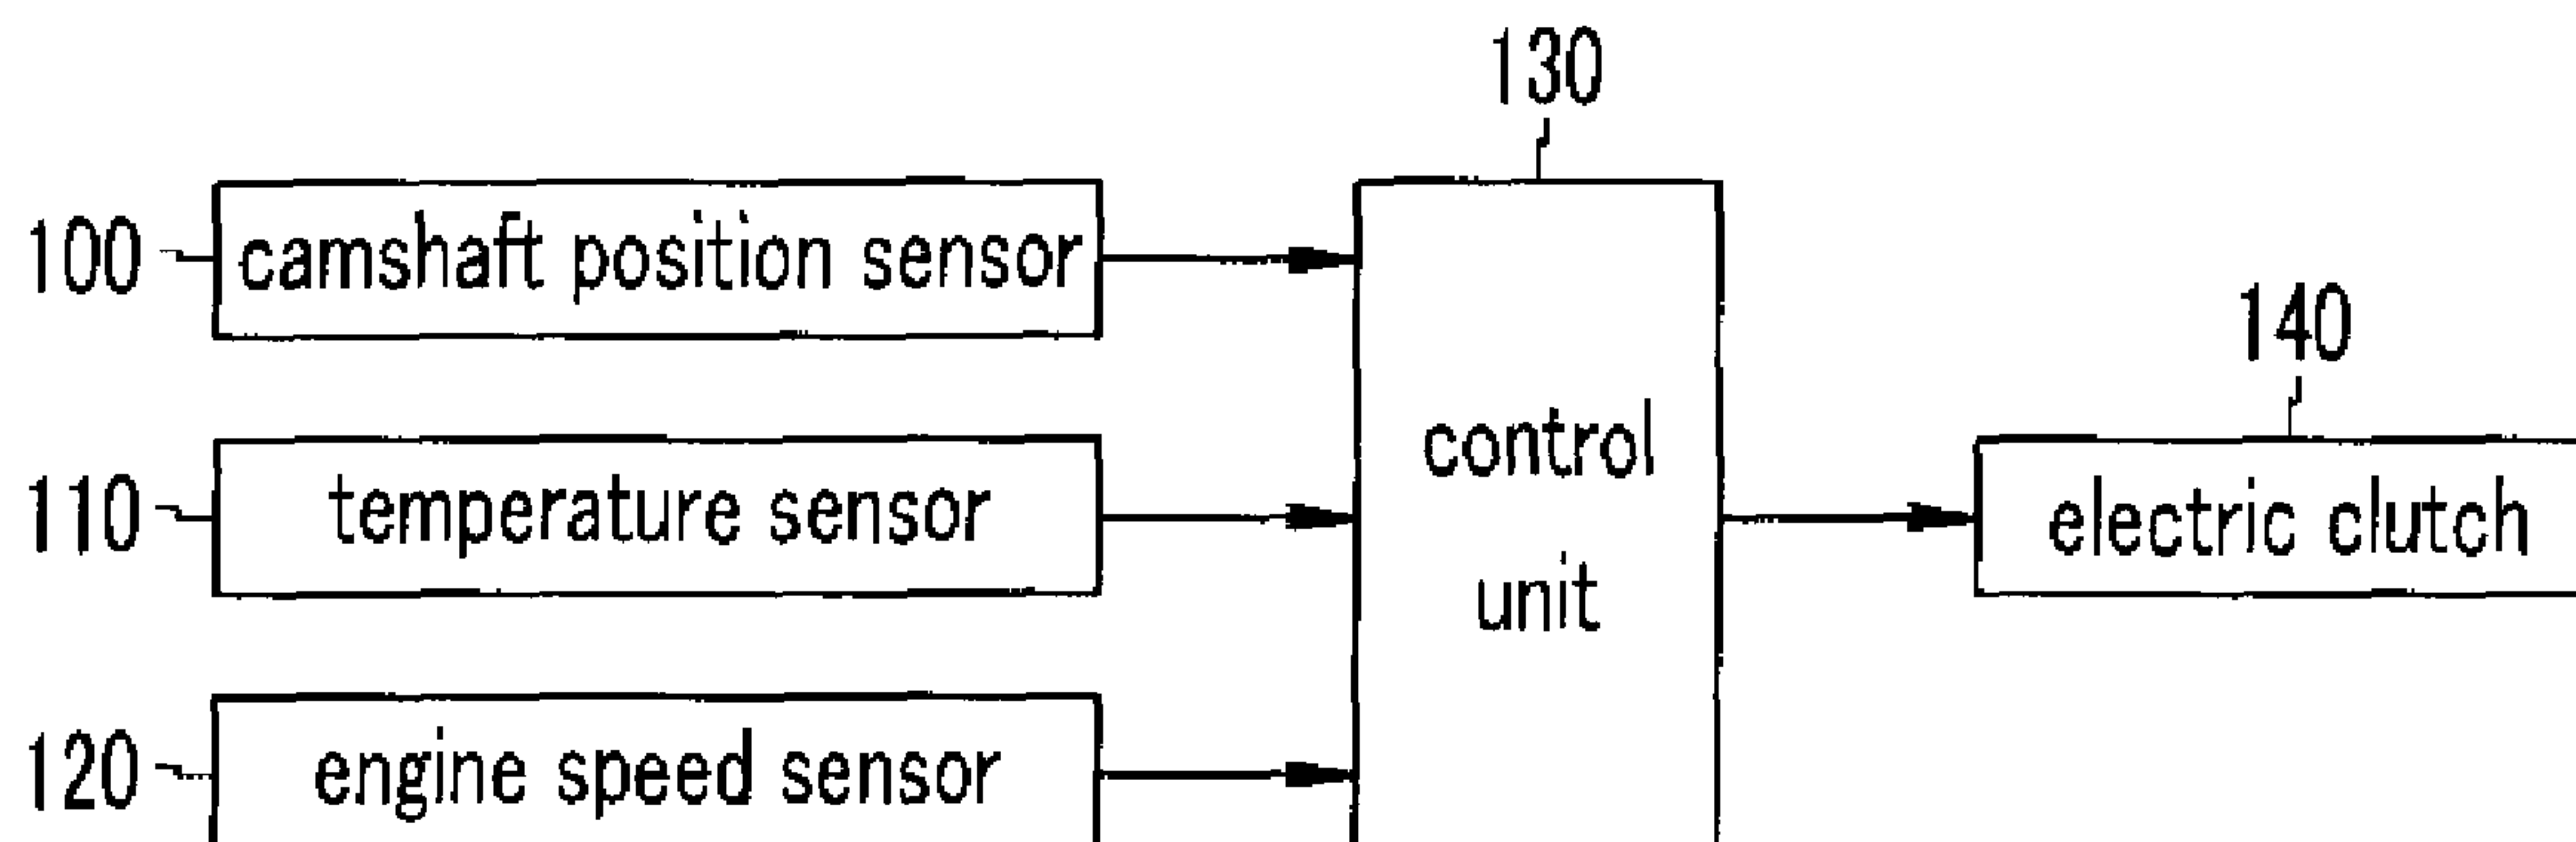 130
100
camshaft position sensor
140
control
unit
110
temperature sensor
electric clutch
120
engine speed sensor